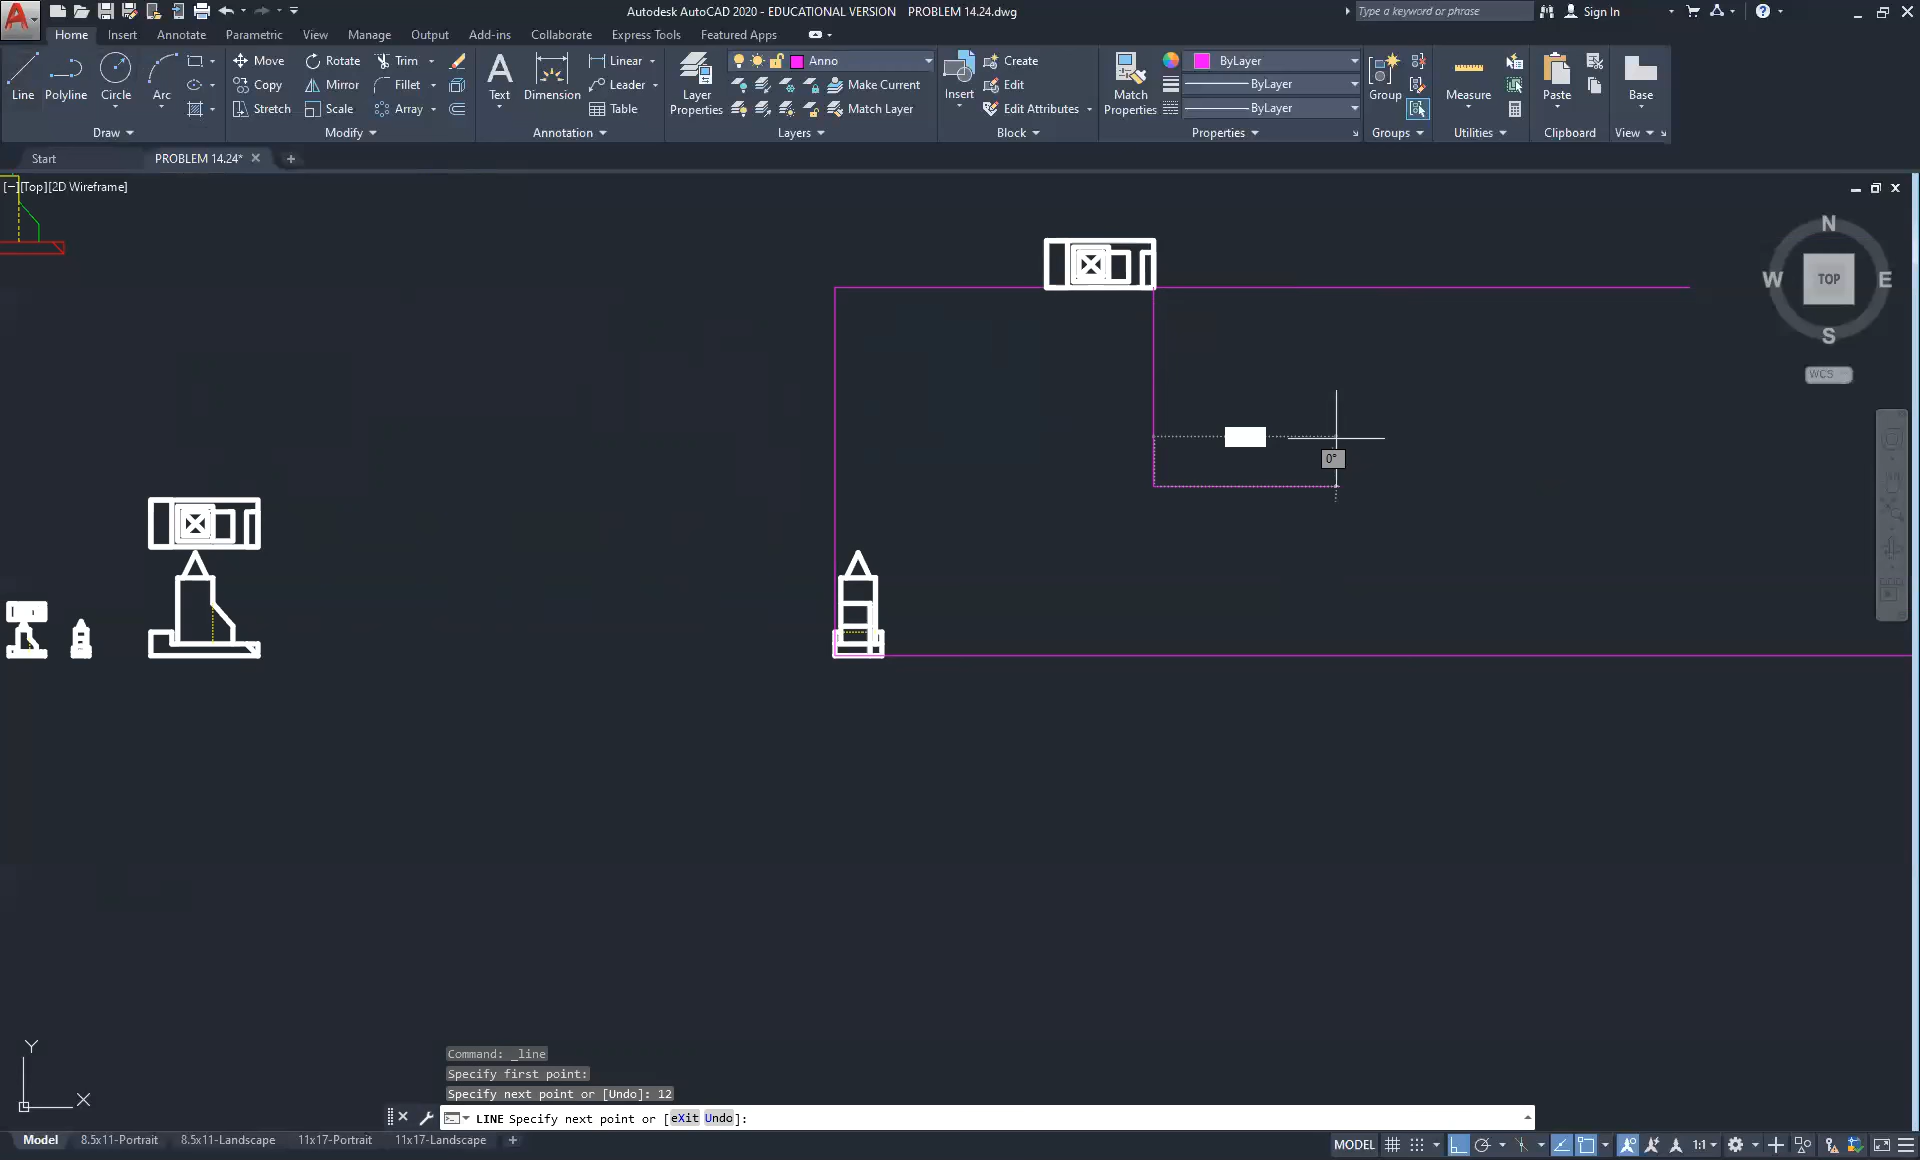 Autodesk AutoCAD 2020 - EDUCATIONAL VERSION PROBLEM 14.24.dwg
Type a keyword or phrase
Sign In
Home Insert Annotate Parametric View Manage Output Add-ins Collaborate Express Tools Featured Apps
Line Polyline Circle Arc
Move Rotate Trim
Copy Mirror Fillet
Stretch Scale Array
Text Dimension
Linear
Leader
Table
Layer Properties
Anno
Make Current
Match Layer
Insert
Create
Edit
Edit Attributes
Match Properties
ByLayer
ByLayer
ByLayer
Group
Measure
Paste
Base
Draw Modify Annotation Layers Block Properties Groups Utilities Clipboard View
Start PROBLEM 14.24*
[−][Top][2D Wireframe]
N
W TOP E
S
WCS
0°
Y
X
Command: _line
Specify first point:
Specify next point or [Undo]: 12
LINE Specify next point or [eXit Undo]:
Model 8.5x11-Portrait 8.5x11-Landscape 11x17-Portrait 11x17-Landscape
MODEL 1:1